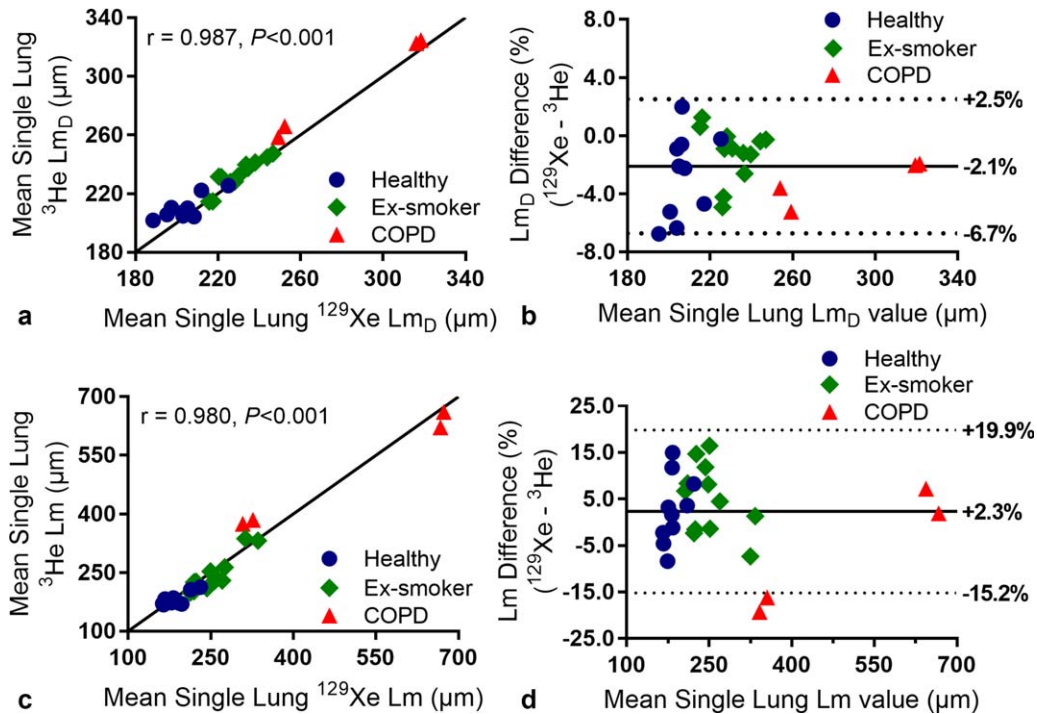 340
300
260
220
180
180 220 260 300 340
r = 0.987, P<0.001
Healthy
Ex-smoker
COPD
Mean Single Lung
³He Lm_D (µm)
Mean Single Lung ¹²⁹Xe Lm_D (µm)
a
Healthy
Ex-smoker
COPD
8.0
4.0
0.0
-4.0
-8.0
180 220 260 300 340
+2.5%
-2.1%
-6.7%
Lm_D Difference (%)
(¹²⁹Xe - ³He)
Mean Single Lung Lm_D value (µm)
b
700
550
400
250
100
100 250 400 550 700
r = 0.980, P<0.001
Healthy
Ex-smoker
COPD
Mean Single Lung
³He Lm (µm)
Mean Single Lung ¹²⁹Xe Lm (µm)
c
Healthy
Ex-smoker
COPD
25.0
15.0
5.0
-5.0
-15.0
-25.0
100 250 400 550 700
+19.9%
+2.3%
-15.2%
Lm Difference (%)
(¹²⁹Xe - ³He)
Mean Single Lung Lm value (µm)
d